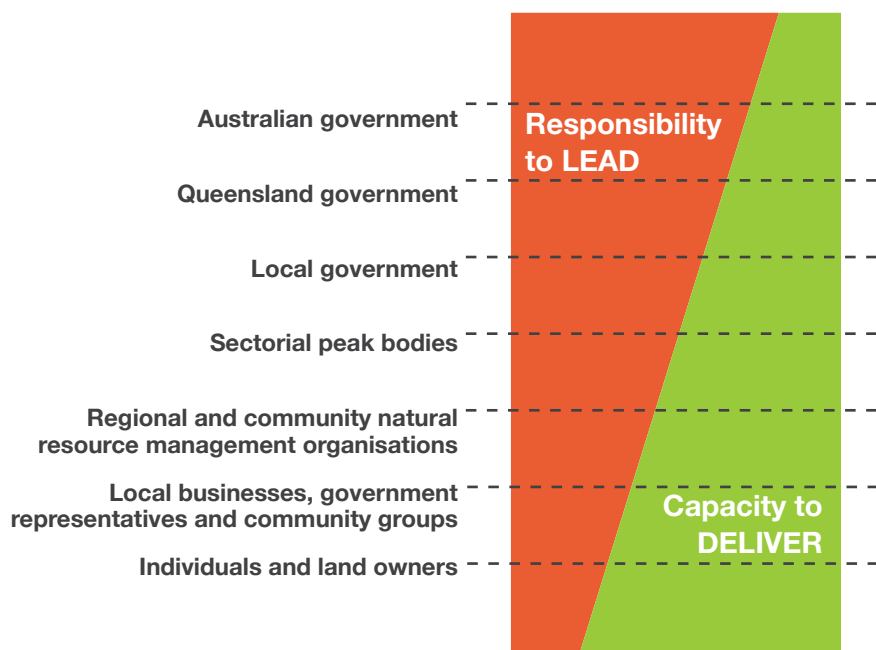 Australian government
Responsibility
to LEAD
Queensland government
Local government
Sectorial peak bodies
Regional and community natural
resource management organisations
Local businesses, government
representatives and community groups
Capacity to
DELIVER
Individuals and land owners